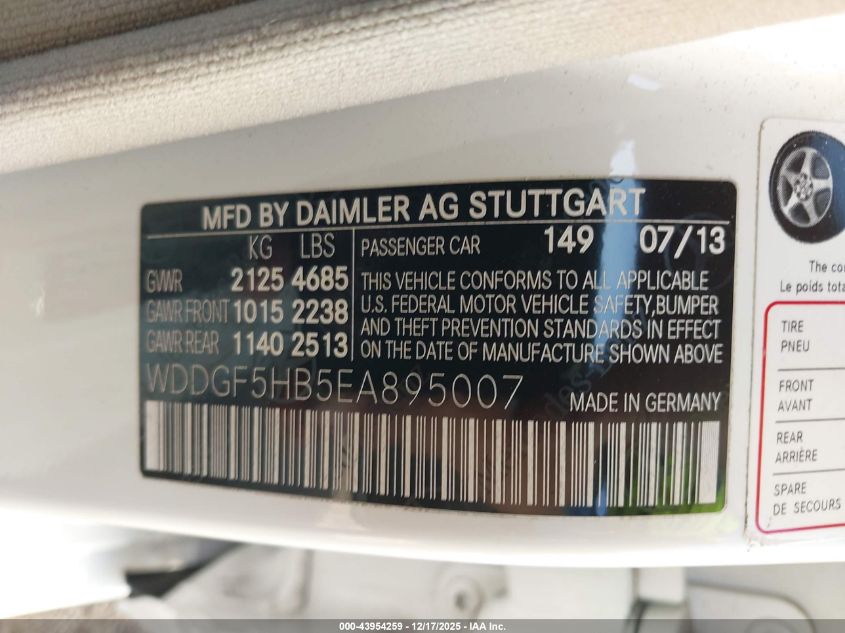 MFD BY DAIMLER AG STUTTGART
KG LBS
GVWR 2125 4685
GAWR FRONT 1015 2238
GAWR REAR 1140 2513
PASSENGER CAR 149 07/13
THIS VEHICLE CONFORMS TO ALL APPLICABLE
U.S. FEDERAL MOTOR VEHICLE SAFETY, BUMPER
AND THEFT PREVENTION STANDARDS IN EFFECT
ON THE DATE OF MANUFACTURE SHOWN ABOVE
WDDGF5HB5EA895007
MADE IN GERMANY
The
Le poids
TIRE
PNEU
FRONT
AVANT
REAR
ARRIÈRE
SPARE
DE SECOURS
000-43954259 - 12/17/2025 - IAA Inc.